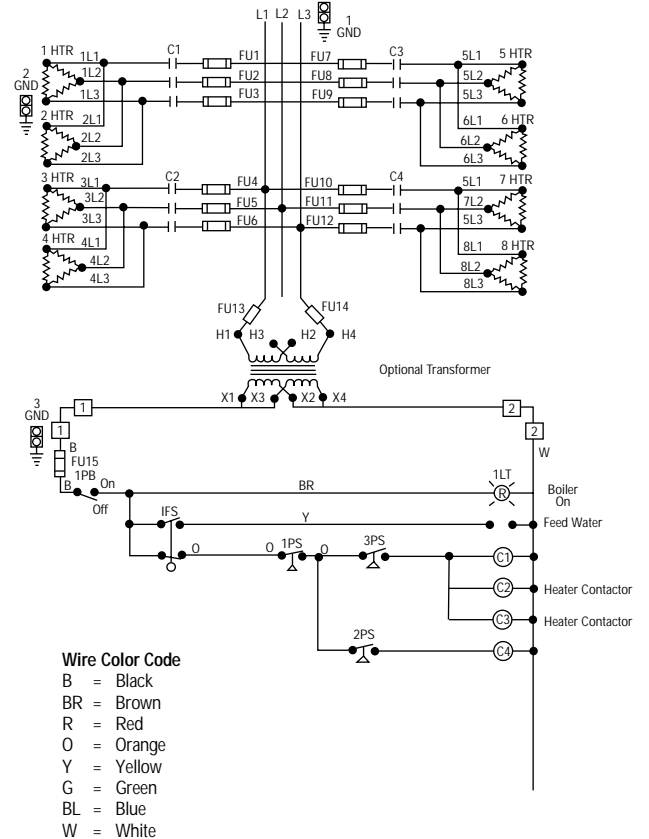 L1 L2 L3
1
GND
1 HTR 1L1 C1 FU1 FU7 C3 5L1 5 HTR
2
GND
1L2 FU2 FU8 5L2
1L3 FU3 FU9 5L3
2 HTR 2L1 6L1 6 HTR
2L2 6L2
2L3 6L3
3 HTR 3L1 C2 FU4 FU10 C4 5L1 7 HTR
3L2 FU5 FU11 7L2
3L3 FU6 FU12 5L3
4 HTR 4L1 8L1 8 HTR
4L2 8L2
4L3 8L3
FU13 FU14
H1 H3 H2 H4
Optional Transformer
X1 X3 X2 X4
3
GND
1 2
1 2
B W
FU15
1PB
B On
Off
BR
1LT
R
Boiler
On
IFS Y Feed Water
O O 1PS O 3PS C1
C2 Heater Contactor
C3 Heater Contactor
2PS C4
Wire Color Code
B = Black
BR = Brown
R = Red
O = Orange
Y = Yellow
G = Green
BL = Blue
W = White